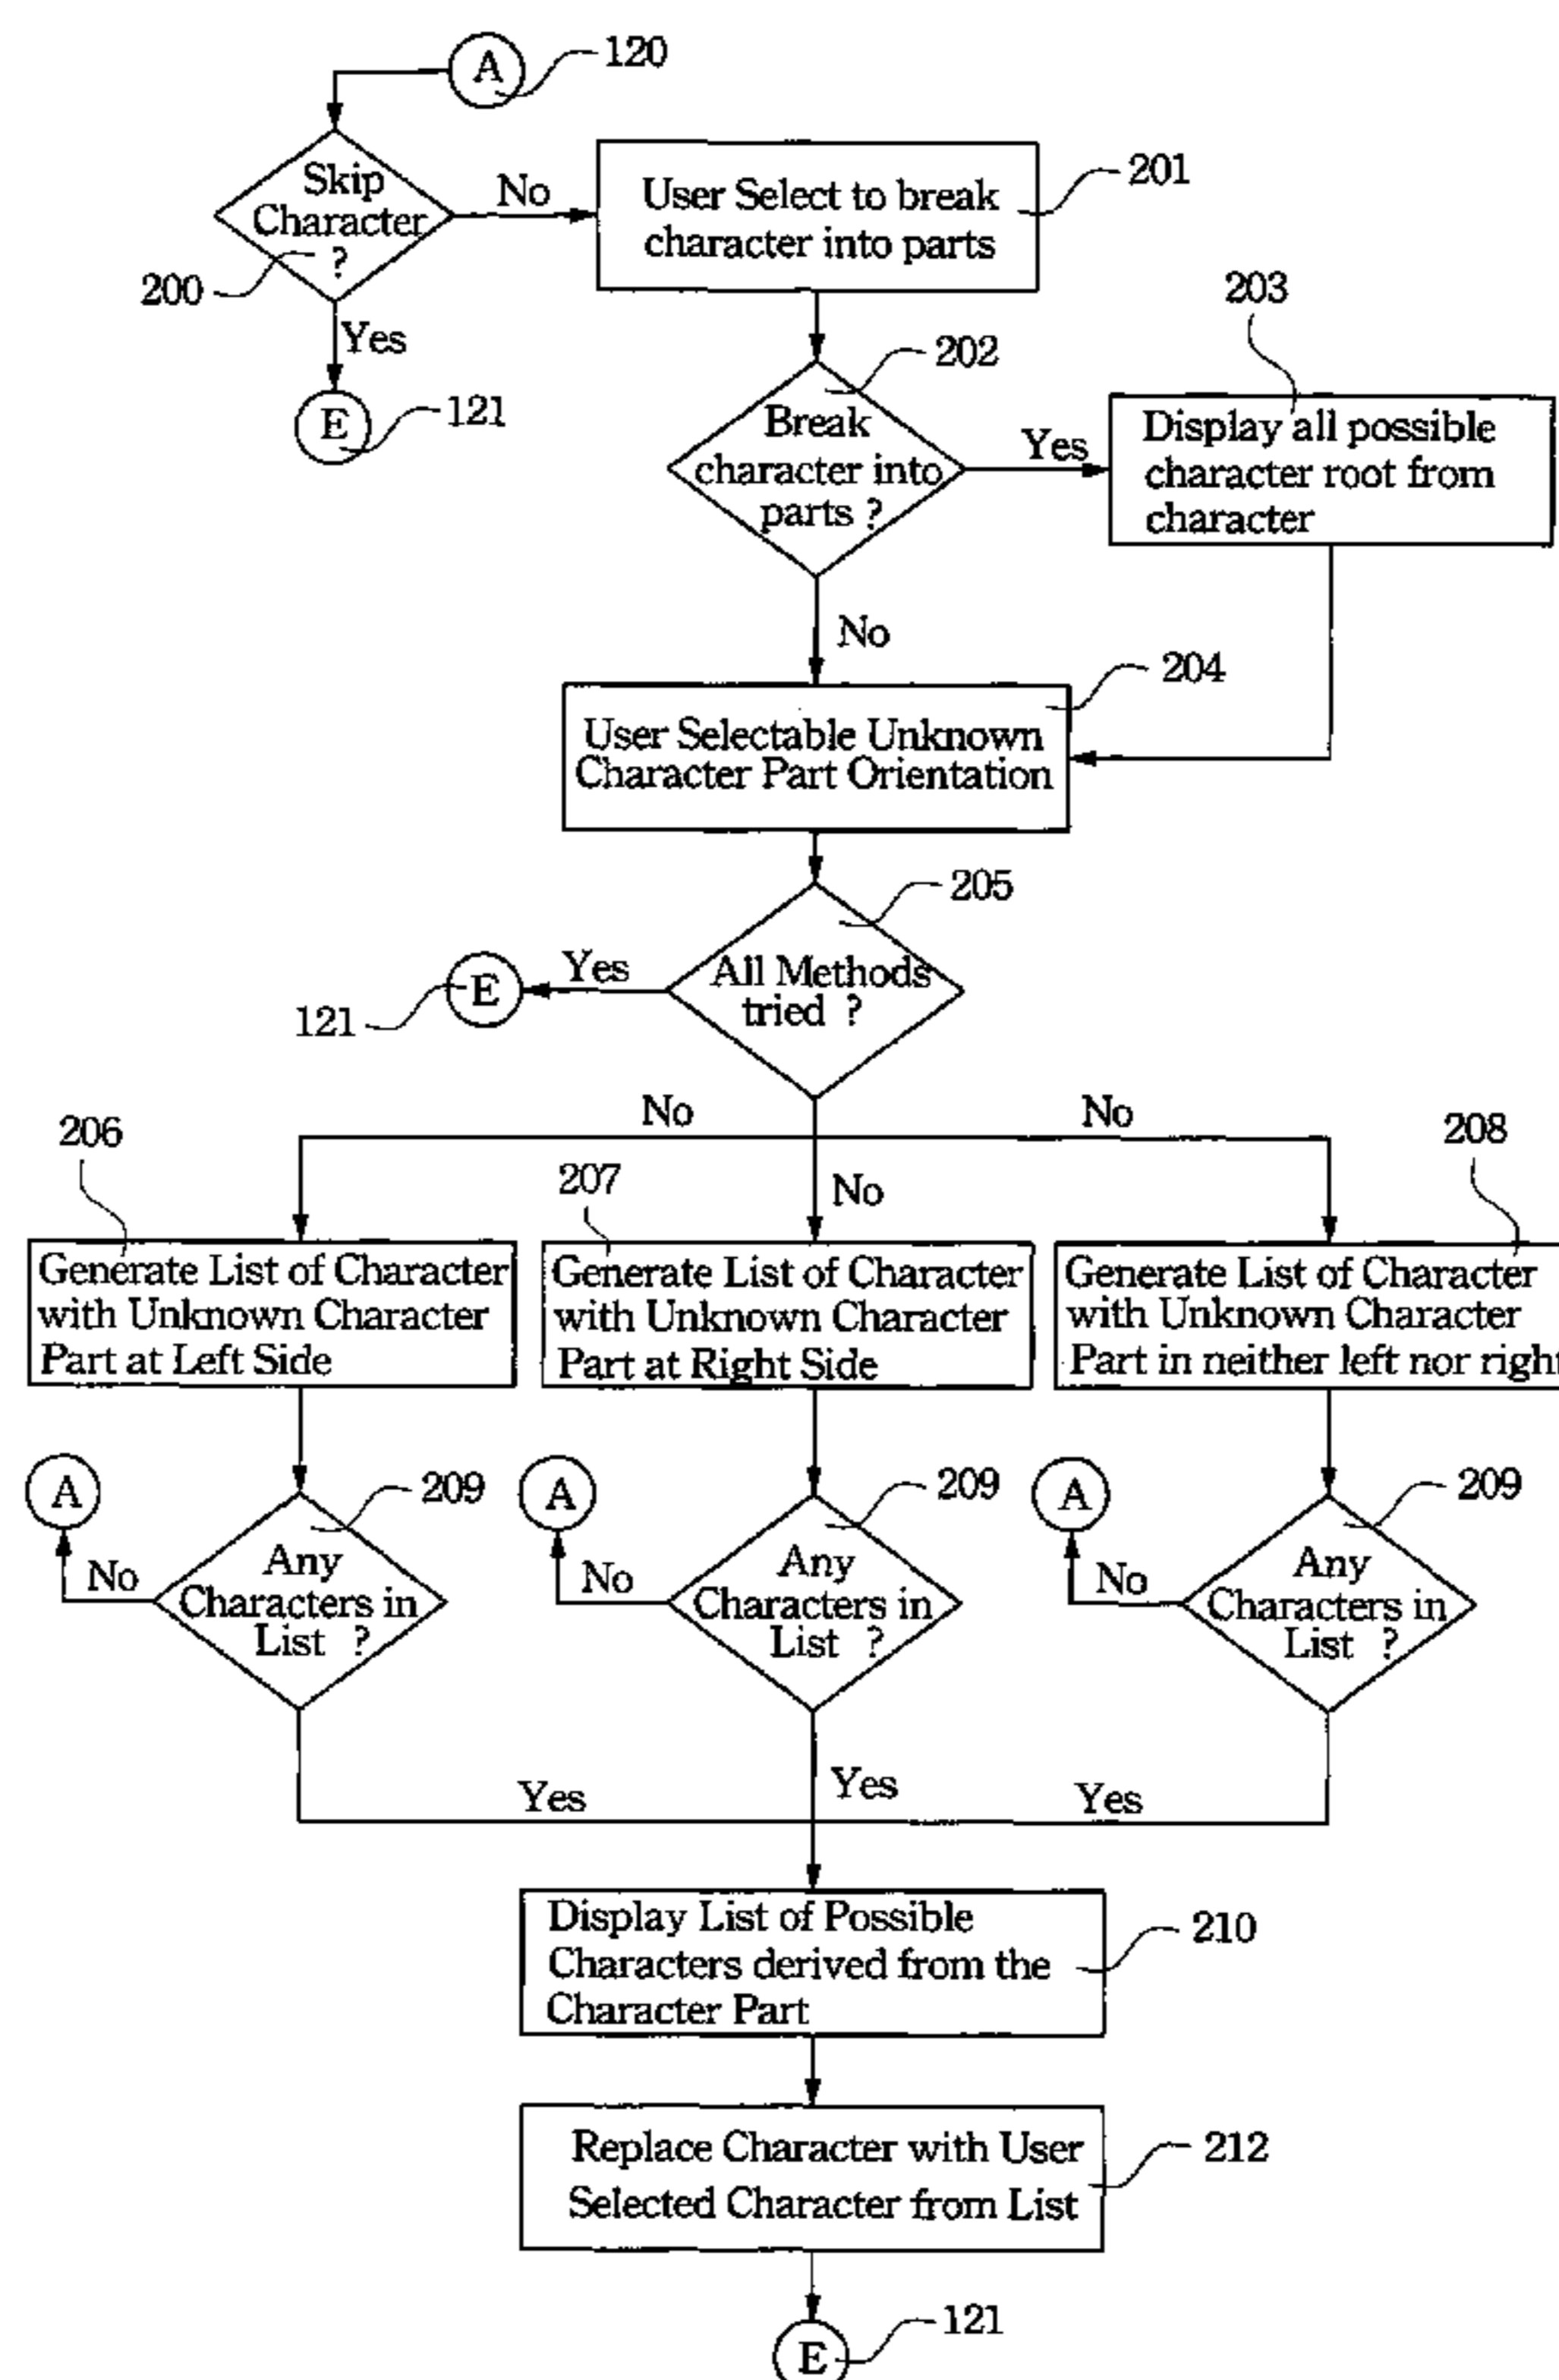 A
120
Skip
Character
?
200
No
User Select to break
character into parts
201
Yes
E
121
202
Break
character into
parts ?
Yes
203
Display all possible
character root from
character
No
204
User Selectable Unknown
Character Part Orientation
205
All Methods
tried ?
Yes
E
121
No
No
No
206
Generate List of Character
with Unknown Character
Part at Left Side
207
Generate List of Character
with Unknown Character
Part at Right Side
208
Generate List of Character
with Unknown Character
Part in neither left nor right
A
No
209
Any
Characters in
List ?
A
No
209
Any
Characters in
List ?
A
No
209
Any
Characters in
List ?
Yes
Yes
Yes
Display List of Possible
Characters derived from the
Character Part
210
Replace Character with User
Selected Character from List
212
E
121